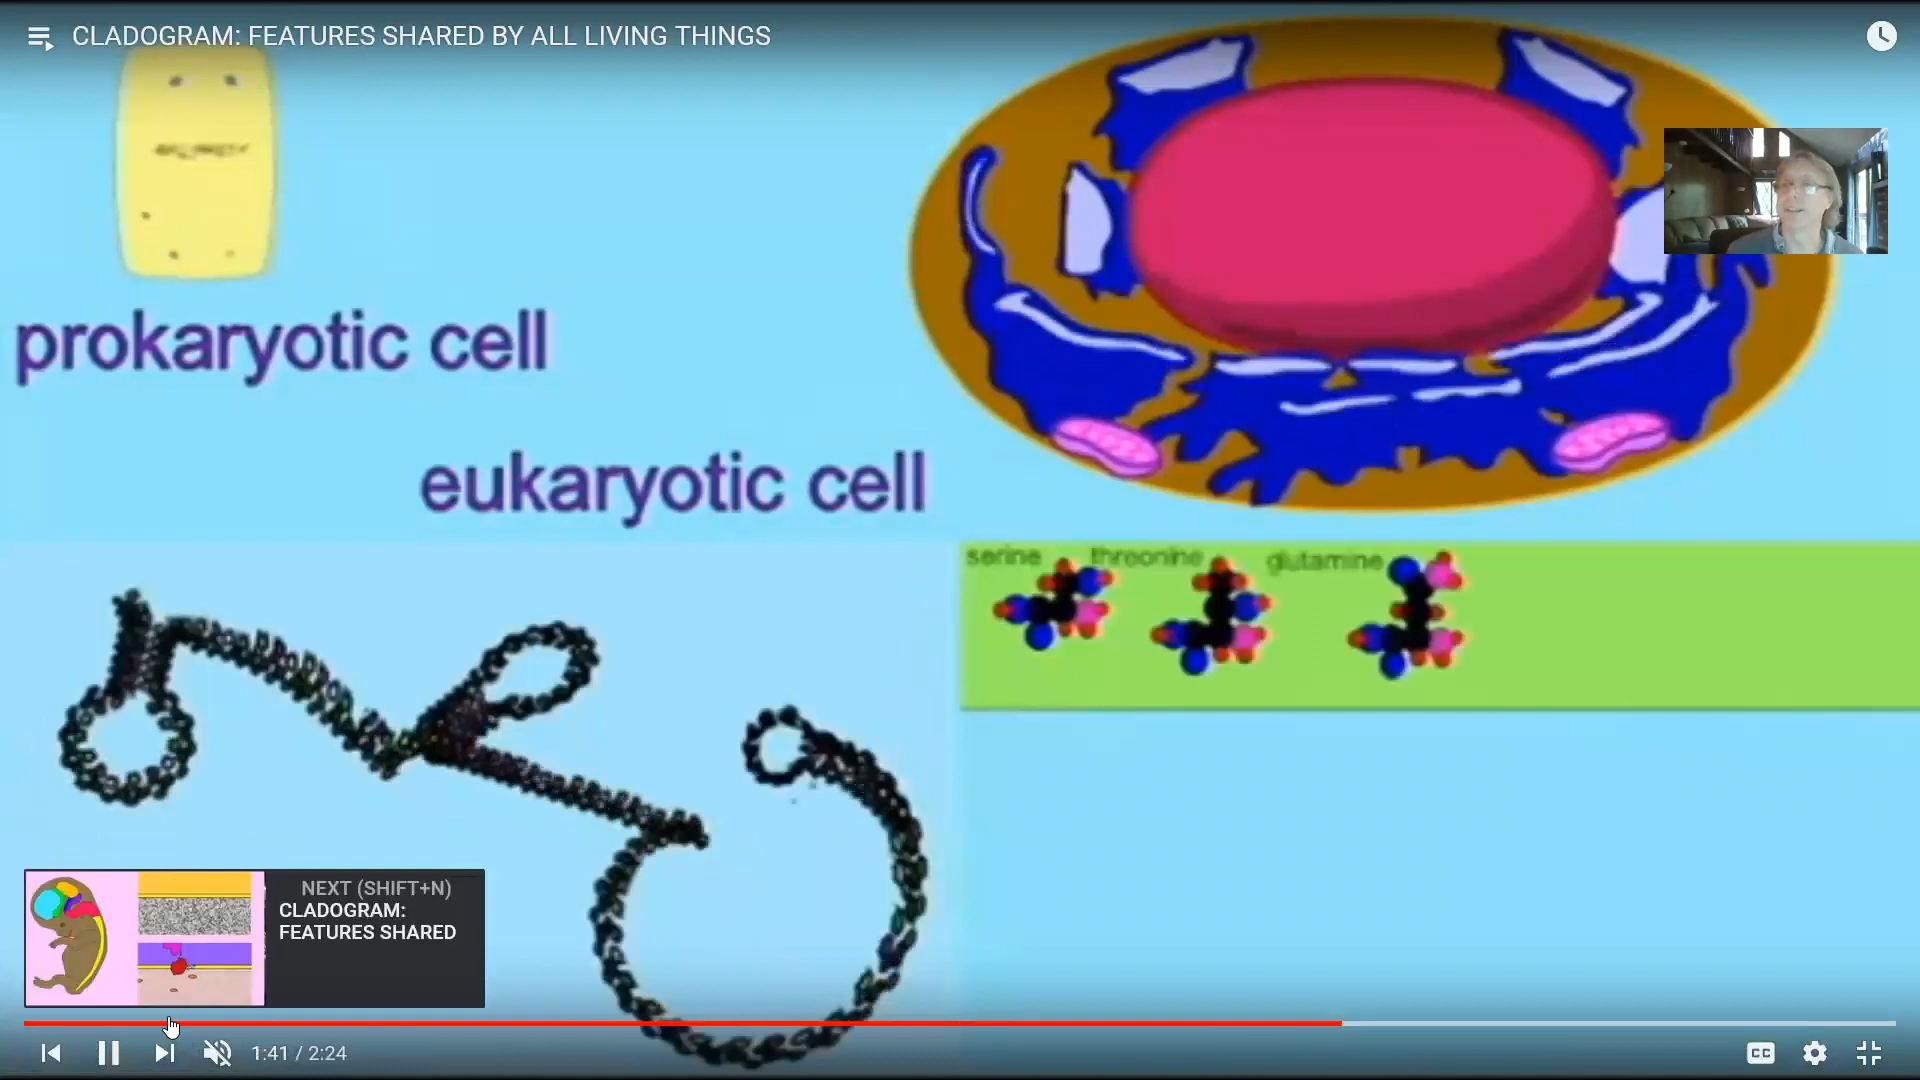 CLADOGRAM: FEATURES SHARED BY ALL LIVING THINGS
prokaryotic cell
eukaryotic cell
serine threonine glutamine
NEXT (SHIFT+N)
CLADOGRAM:
FEATURES SHARED
1:41 / 2:24
CC